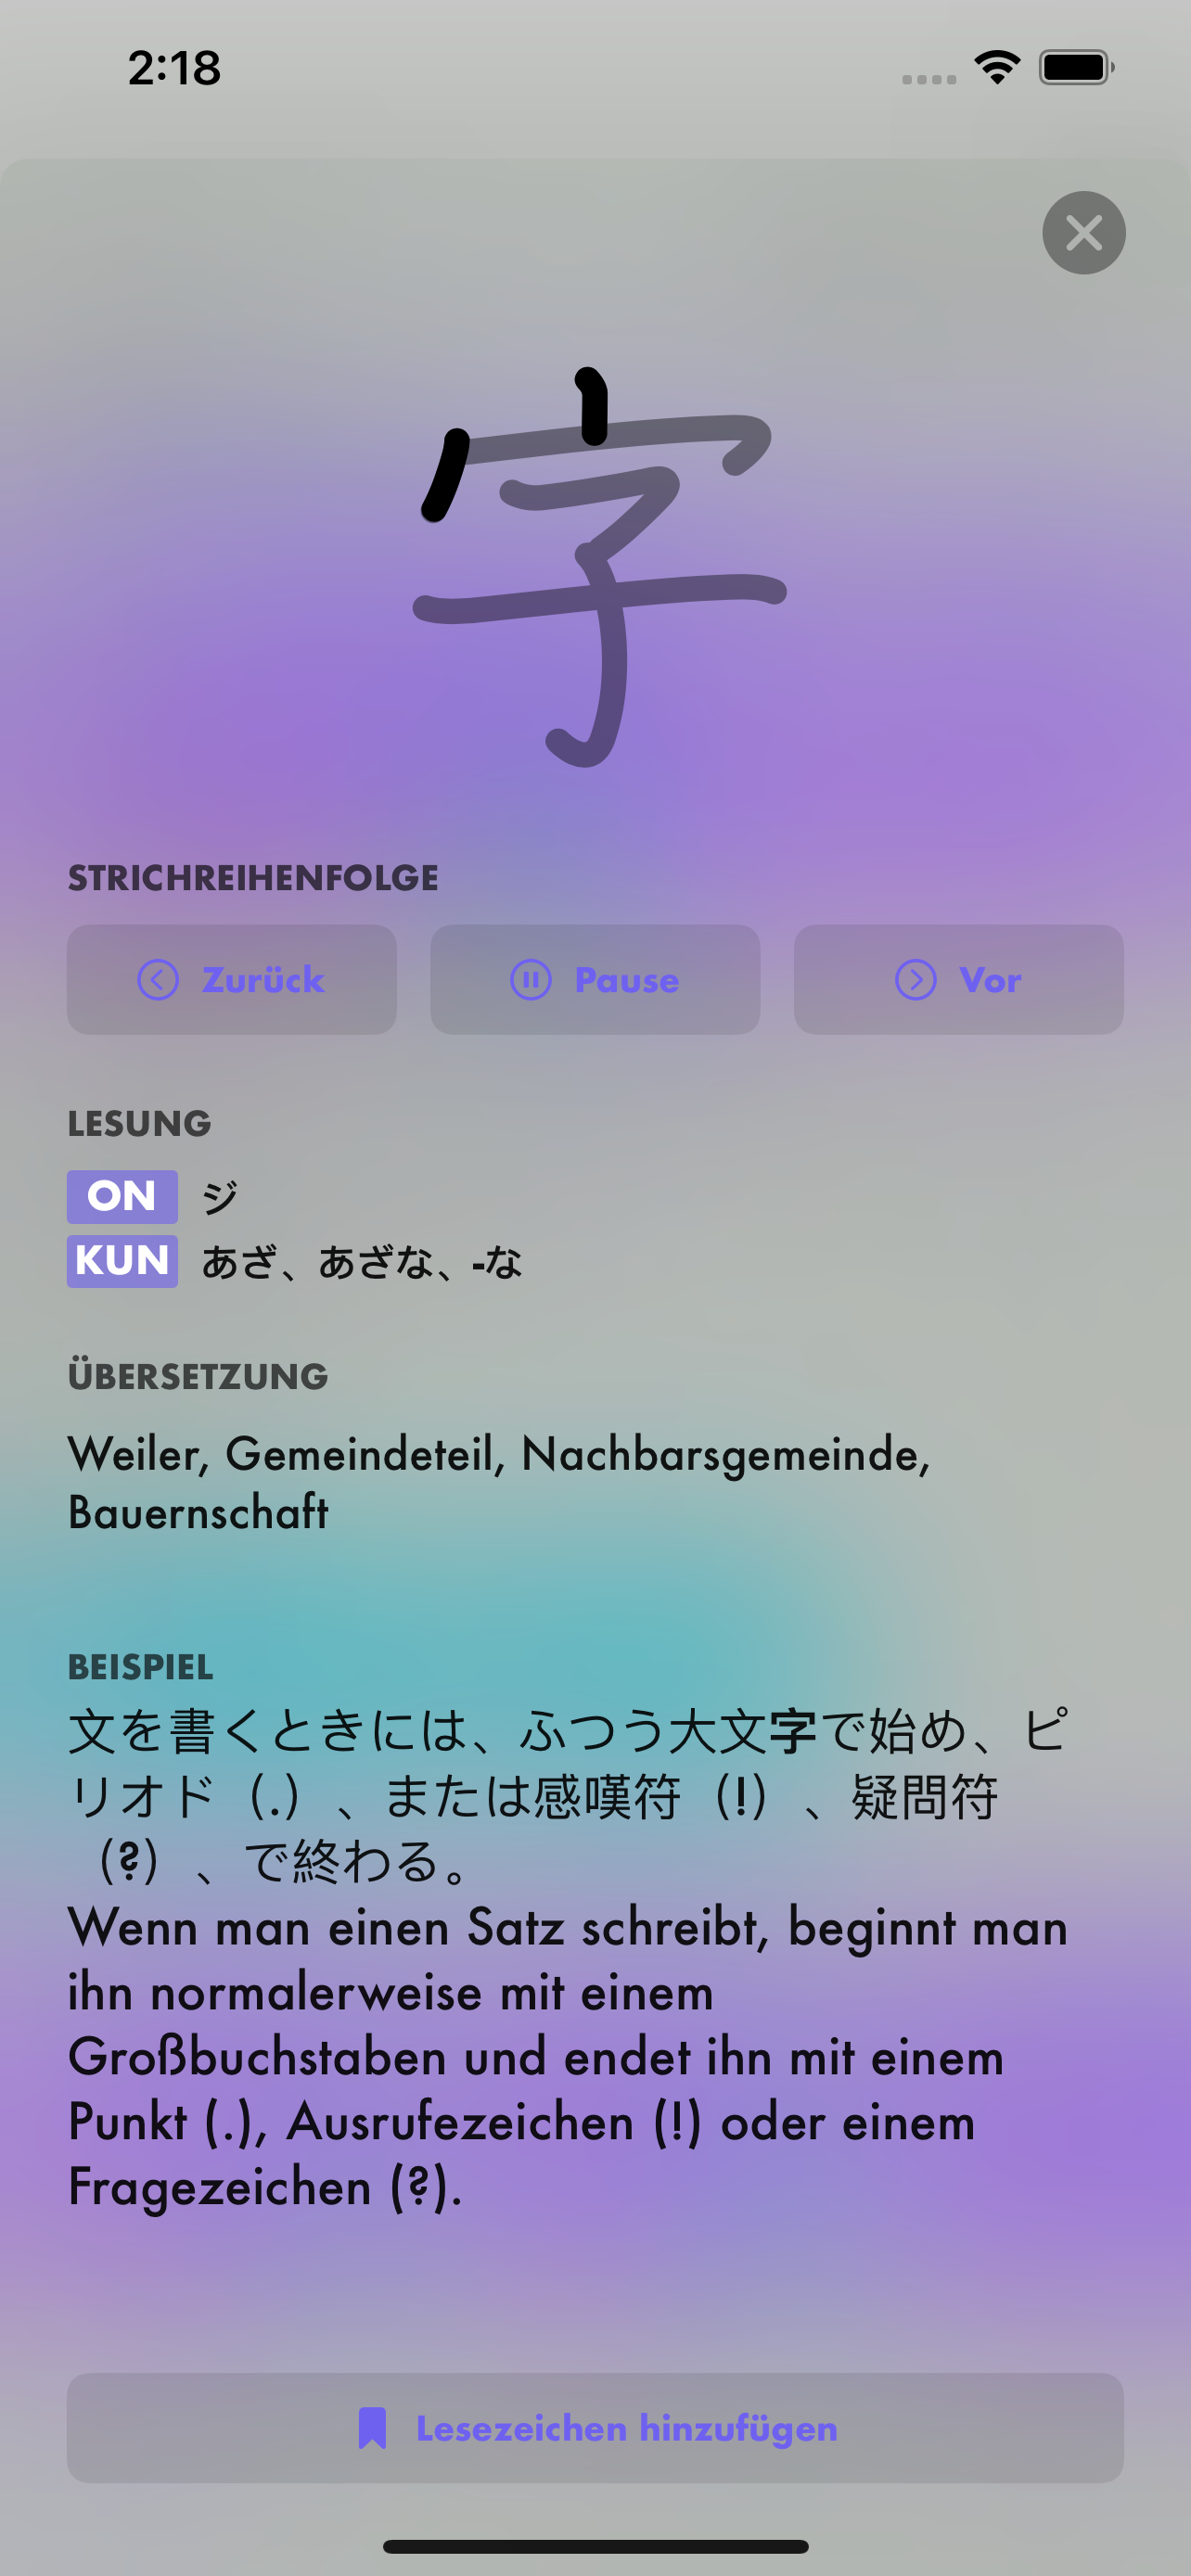 2:18
字
STRICHREIHENFOLGE
Zurück
Pause
Vor
LESUNG
ON ジ
KUN あざ、あざな、-な
ÜBERSETZUNG
Weiler, Gemeindeteil, Nachbarsgemeinde,
Bauernschaft
BEISPIEL
文を書くときには、ふつう大文字で始め、ピ
リオド（.）、または感嘆符（!）、疑問符
（?）、で終わる。
Wenn man einen Satz schreibt, beginnt man
ihn normalerweise mit einem
Großbuchstaben und endet ihn mit einem
Punkt (.), Ausrufezeichen (!) oder einem
Fragezeichen (?).
Lesezeichen hinzufügen